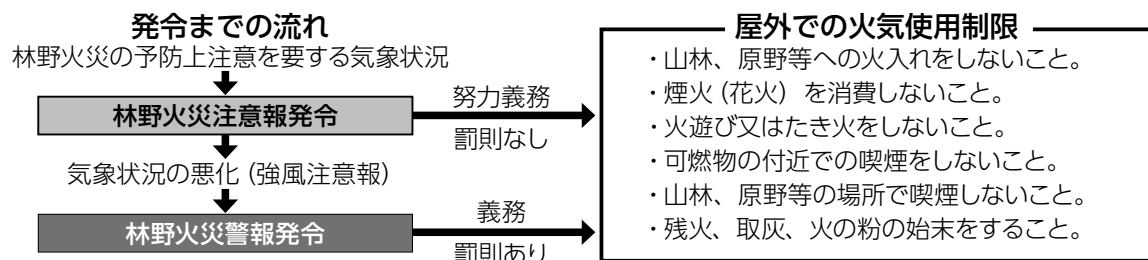 発令までの流れ
林野火災の予防上注意を要する気象状況
林野火災注意報発令
努力義務
罰則なし
気象状況の悪化（強風注意報）
林野火災警報発令
義務
罰則あり
屋外での火気使用制限
・山林、原野等への火入れをしないこと。
・煙火（花火）を消費しないこと。
・火遊び又はたき火をしないこと。
・可燃物の付近での喫煙をしないこと。
・山林、原野等の場所で喫煙しないこと。
・残火、取灰、火の粉の始末をすること。